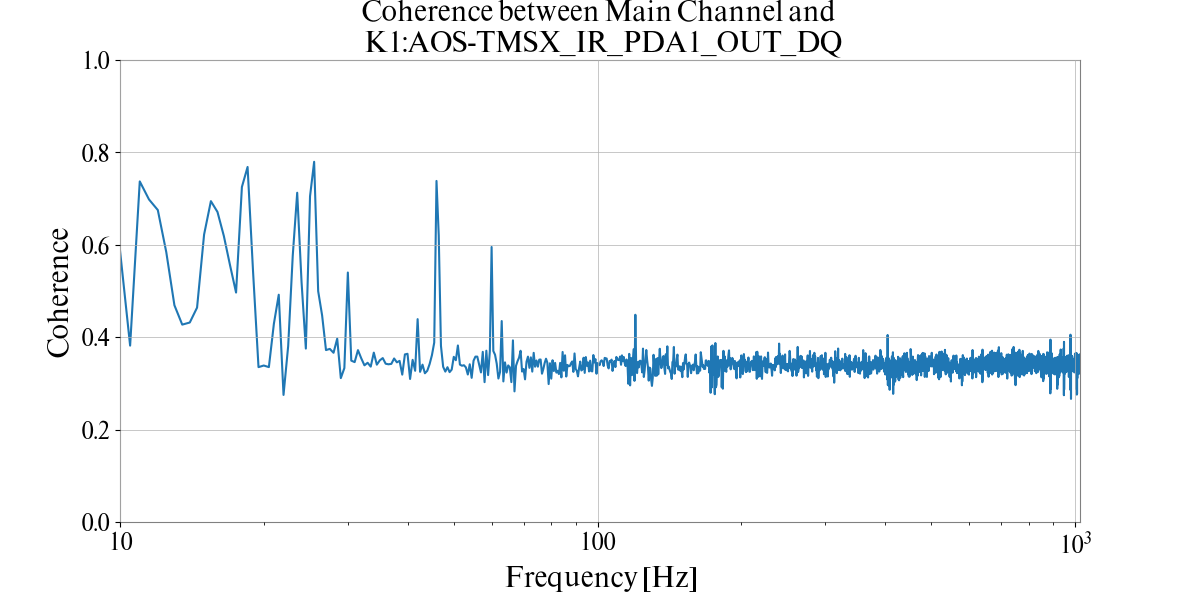 Coherence between Main Channel and
K1:AOS-TMSX_IR_PDA1_OUT_DQ
1.0
0.8
0.6
0.4
0.2
0.0
Coherence
10
100
10³
Frequency [Hz]